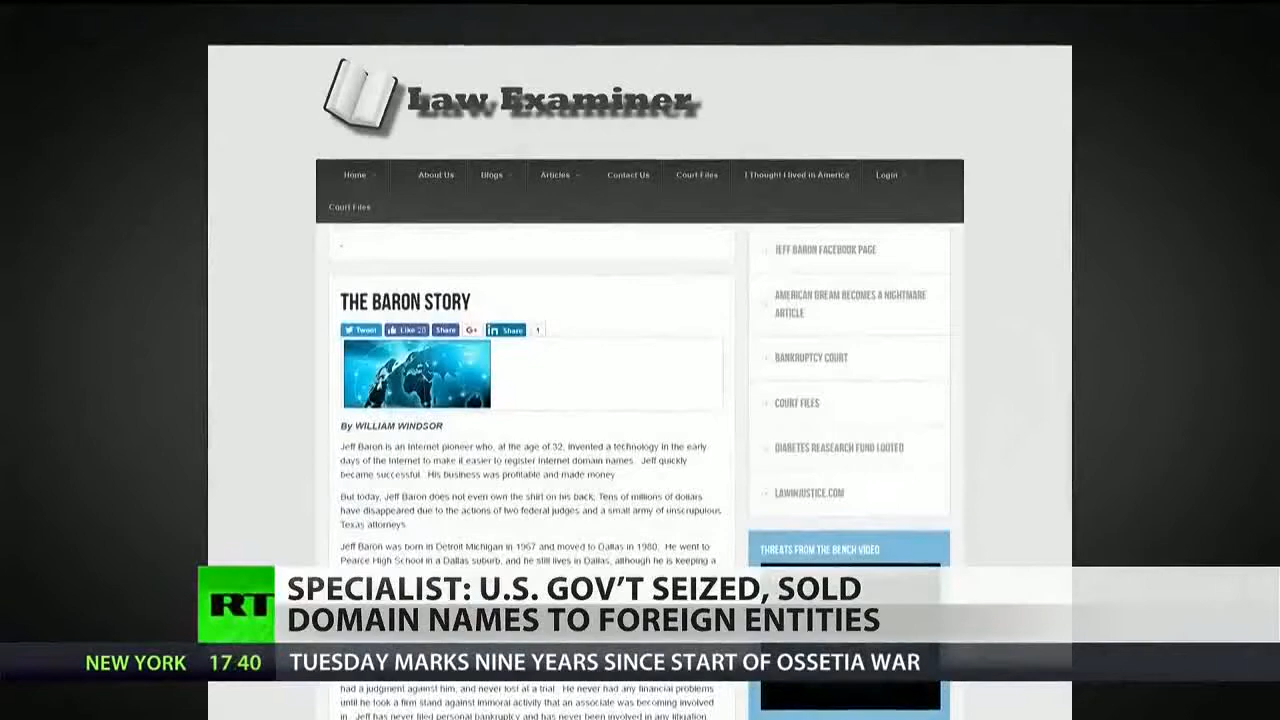 Law Examiner
Home
About Us
Blogs
Articles
Contact Us
Court Files
I Thought I lived in America
Login
Court Files
THE BARON STORY
Tweet
Like 20
Share
G+
in Share
1
By WILLIAM WINDSOR
Jeff Baron is an Internet pioneer who, at the age of 32, invented a technology in the early
days of the Internet to make it easier to register Internet domain names. Jeff quickly
became successful. His business was profitable and made money.
But today, Jeff Baron does not even own the shirt on his back. Tens of millions of dollars
have disappeared due to the actions of two federal judges and a small army of unscrupulous
Texas attorneys.
Jeff Baron was born in Detroit Michigan in 1967 and moved to Dallas in 1980. He went to
Pearce High School in a Dallas suburb, and he still lives in Dallas, although he is keeping a
JEFF BARON FACEBOOK PAGE
AMERICAN DREAM BECOMES A NIGHTMARE
ARTICLE
BANKRUPTCY COURT
COURT FILES
DIABETES REASEARCH FUND LOOTED
LAWINJUSTICE.COM
THREATS FROM THE BENCH VIDEO
RT
SPECIALIST: U.S. GOV'T SEIZED, SOLD
DOMAIN NAMES TO FOREIGN ENTITIES
NEW YORK 17:40 TUESDAY MARKS NINE YEARS SINCE START OF OSSETIA WAR
had a judgment against him, and never lost at a trial. He never had any financial problems
until he took a firm stand against immoral activity that an associate was becoming involved
in. Jeff has never filed personal bankruptcy and has never been involved in any litigation